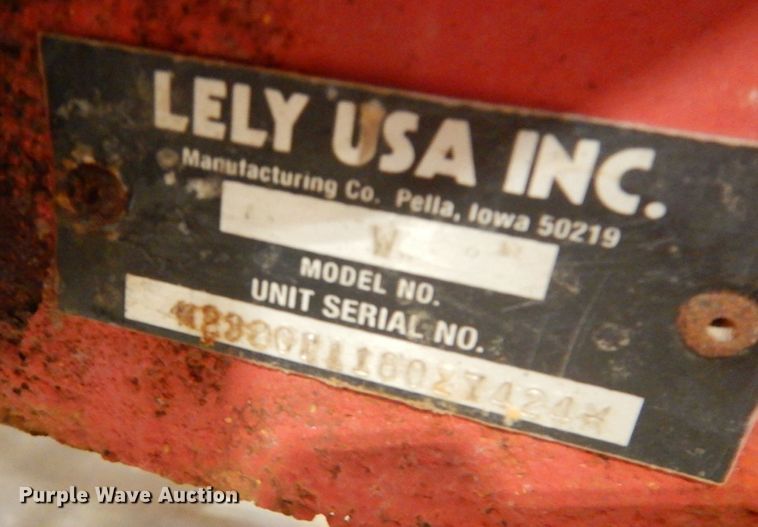 LELY USA INC.
Manufacturing Co. Pella, Iowa 50219
W
MODEL NO.
UNIT SERIAL NO.
Purple Wave Auction